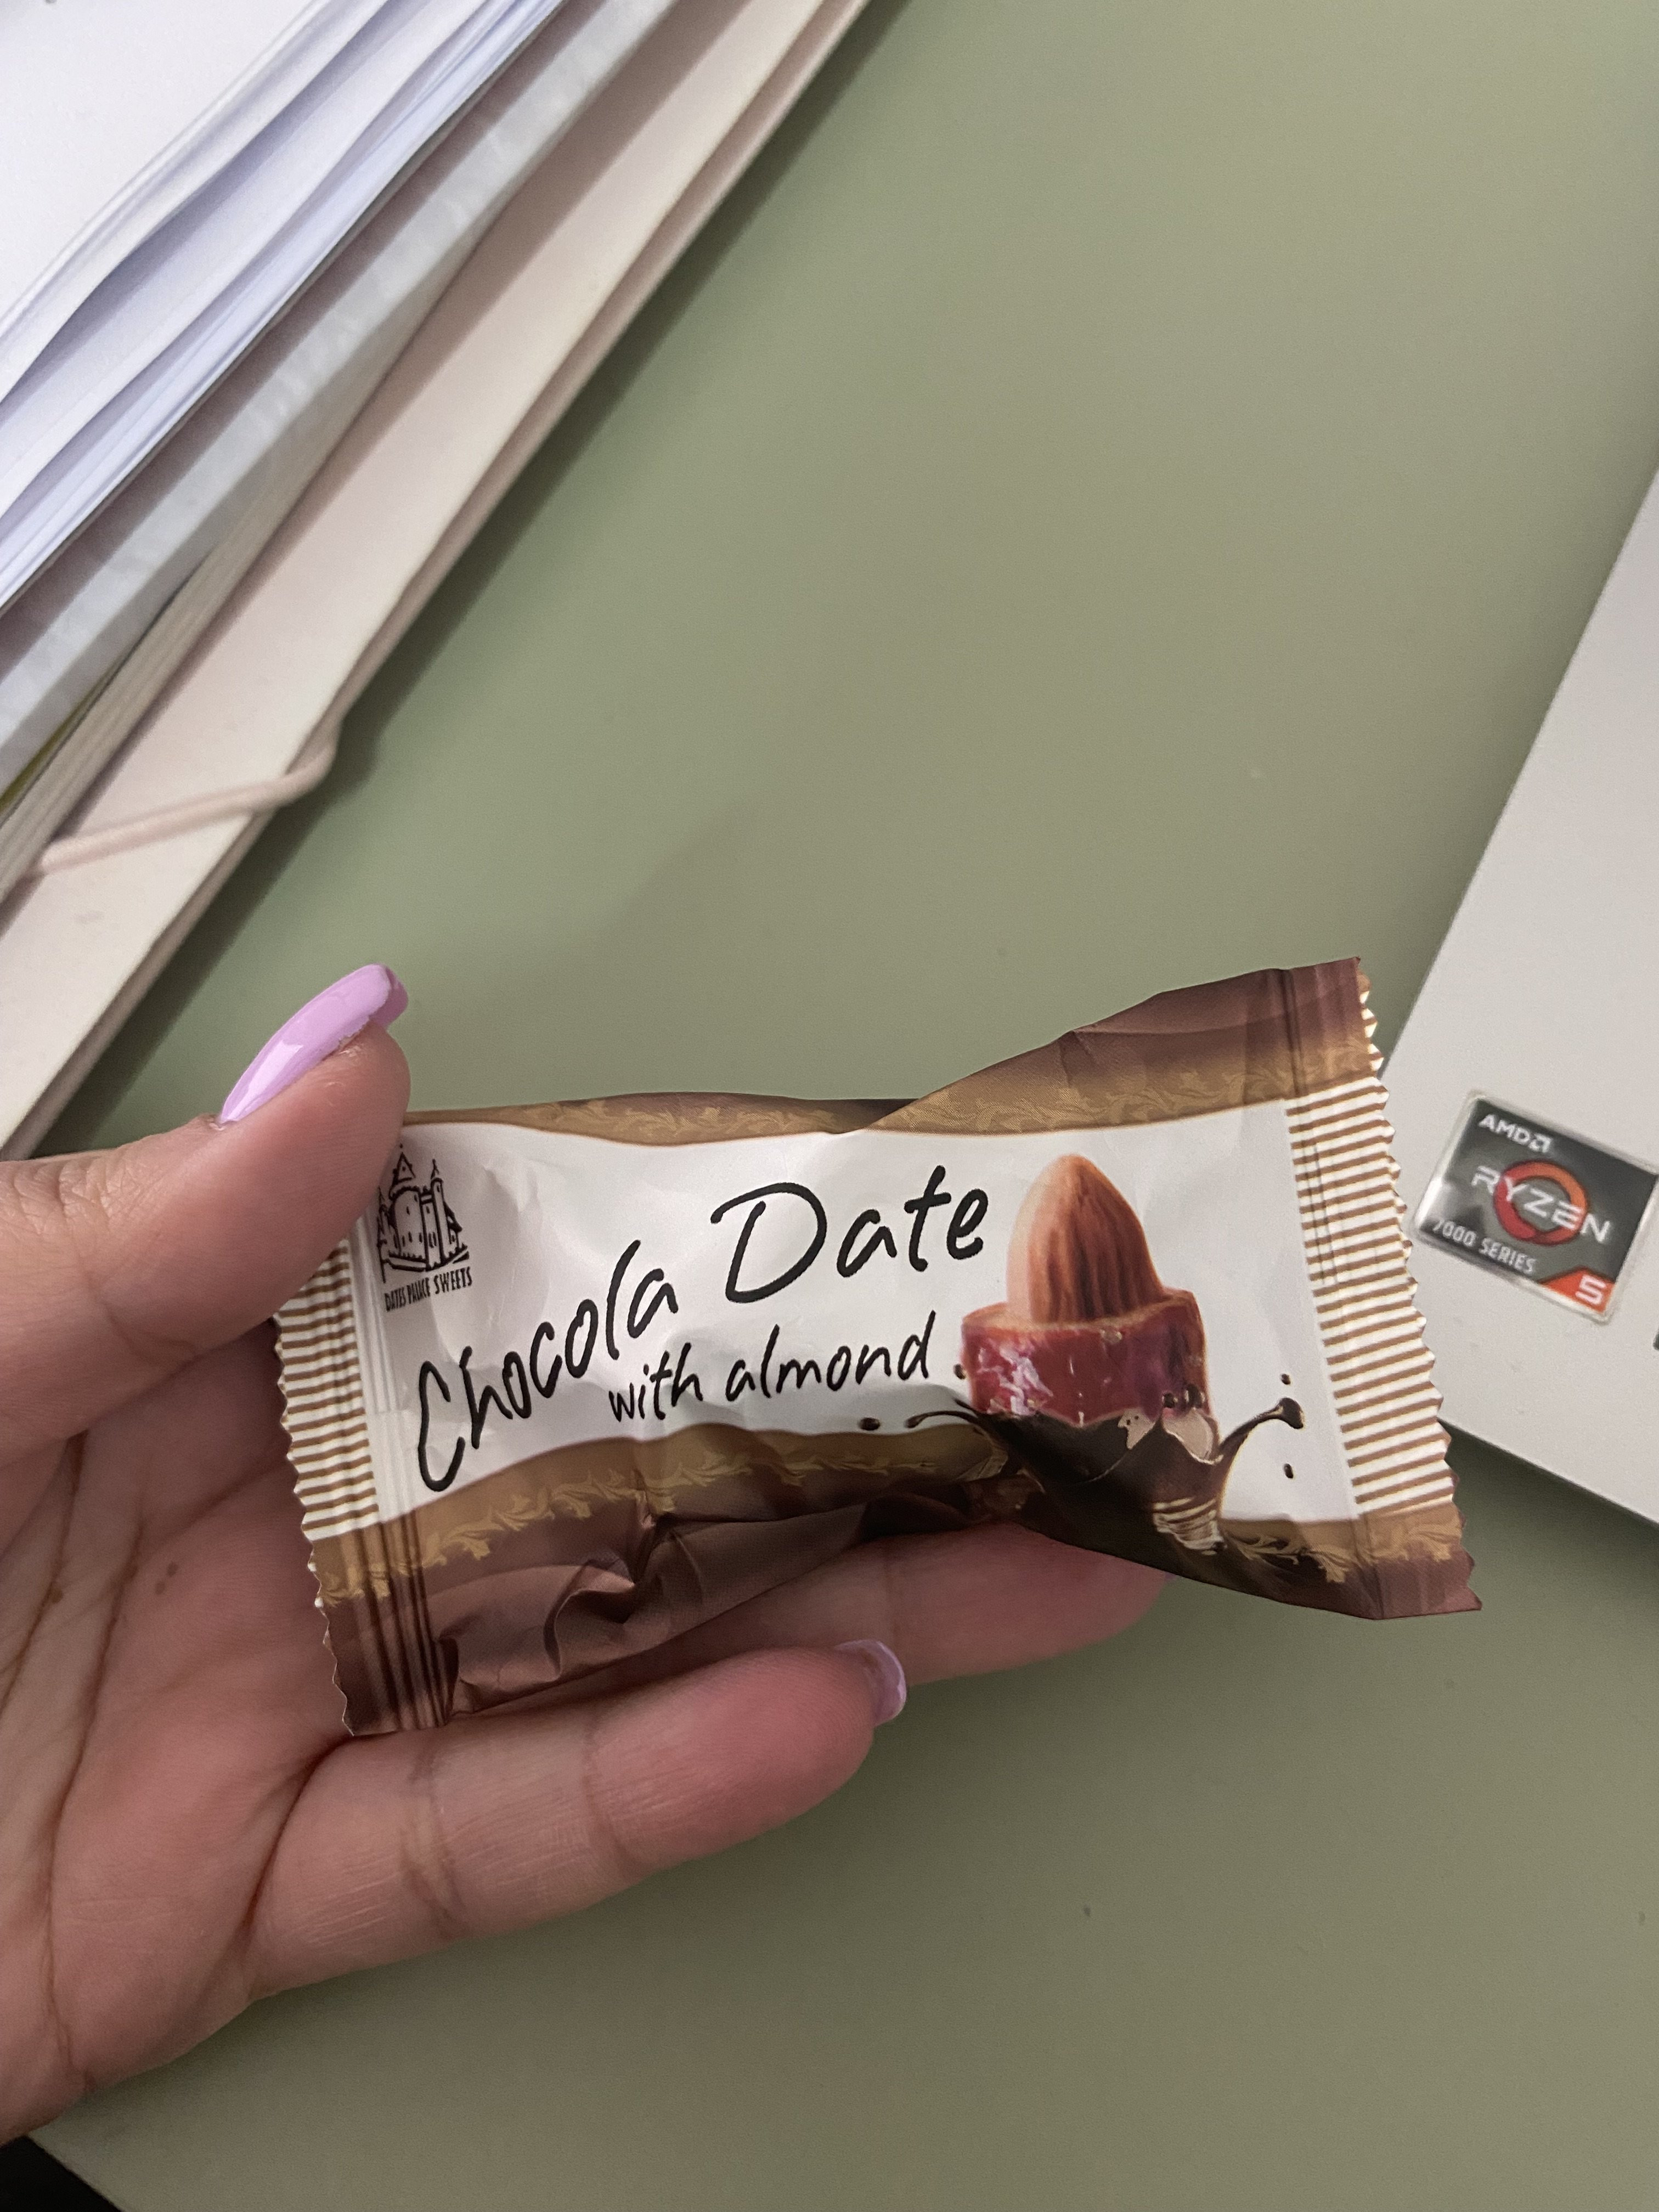 DATES PALACE SWEETS
Chocola Date
with almond
AMD
RYZEN
7000 SERIES
5